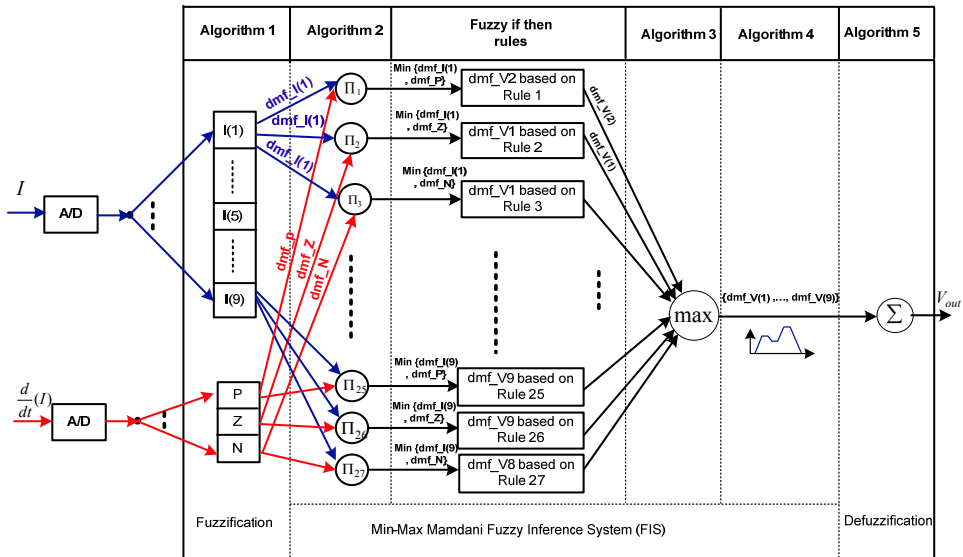 Algorithm 1
Algorithm 2
Fuzzy if then
rules
Algorithm 3
Algorithm 4
Algorithm 5
I
A/D
I(1)
I(5)
I(9)
dmf_I(1)
dmf_I(1)
dmf_I(1)
dmf_p
dmf_Z
dmf_N
Π1
Π2
Π3
Min {dmf_I(1)
, dmf_P}
dmf_V2 based on
Rule 1
Min {dmf_I(1)
, dmf_Z}
dmf_V1 based on
Rule 2
Min {dmf_I(1)
, dmf_N}
dmf_V1 based on
Rule 3
dmf_V(2)
dmf_V(1)
max
{dmf_V(1) ,..., dmf_V(9)}
Σ
Vout
d/dt (I)
A/D
P
Z
N
Π25
Π26
Π27
Min {dmf_I(9)
, dmf_P}
dmf_V9 based on
Rule 25
Min {dmf_I(9)
, dmf_Z}
dmf_V9 based on
Rule 26
Min {dmf_I(9)
, dmf_N}
dmf_V8 based on
Rule 27
Fuzzification
Min-Max Mamdani Fuzzy Inference System (FIS)
Defuzzification